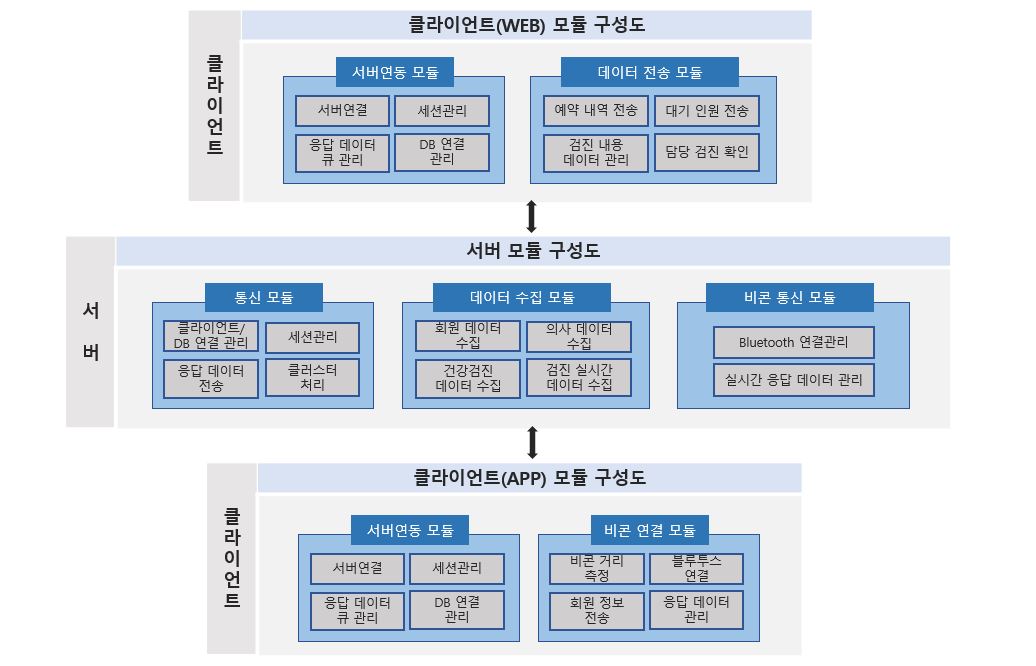 클라이언트(WEB) 모듈 구성도
클라이언트
서버연동 모듈
서버연결
세션관리
응답 데이터
큐 관리
DB 연결
관리
데이터 전송 모듈
예약 내역 전송
대기 인원 전송
검진 내용
데이터 관리
담당 검진 확인
서버 모듈 구성도
서
버
통신 모듈
클라이언트/
DB 연결 관리
세션관리
응답 데이터
전송
클러스터
처리
데이터 수집 모듈
회원 데이터
수집
의사 데이터
수집
건강검진
데이터 수집
검진 실시간
데이터 수집
비콘 통신 모듈
Bluetooth 연결관리
실시간 응답 데이터 관리
클라이언트(APP) 모듈 구성도
클라이언트
서버연동 모듈
서버연결
세션관리
응답 데이터
큐 관리
DB 연결
관리
비콘 연결 모듈
비콘 거리
측정
블루투스
연결
회원 정보
전송
응답 데이터
관리